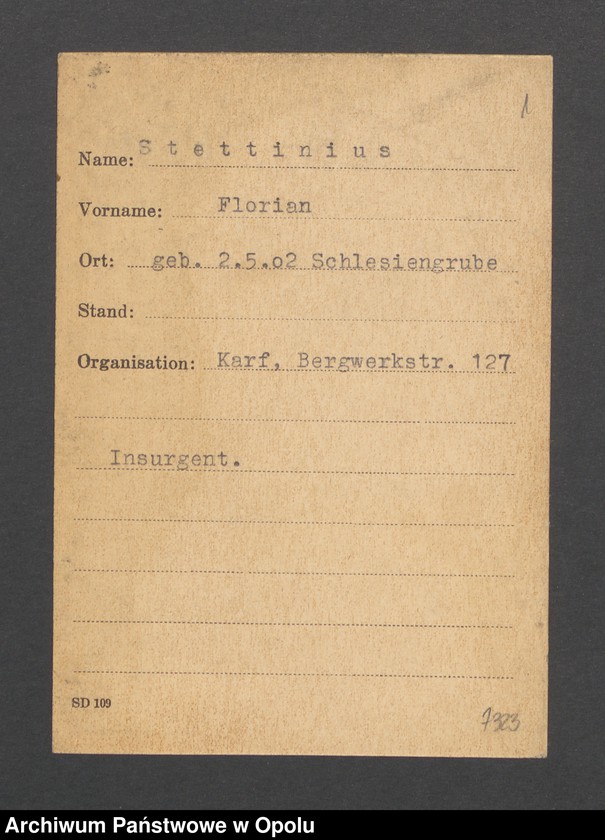 1
Name: Stettinius
Vorname: Florian
Ort: geb. 2.5.o2 Schlesiengrube
Stand:
Organisation: Karf, Bergwerkstr. 127
Insurgent.
SD 109
7323
Archiwum Państwowe w Opolu